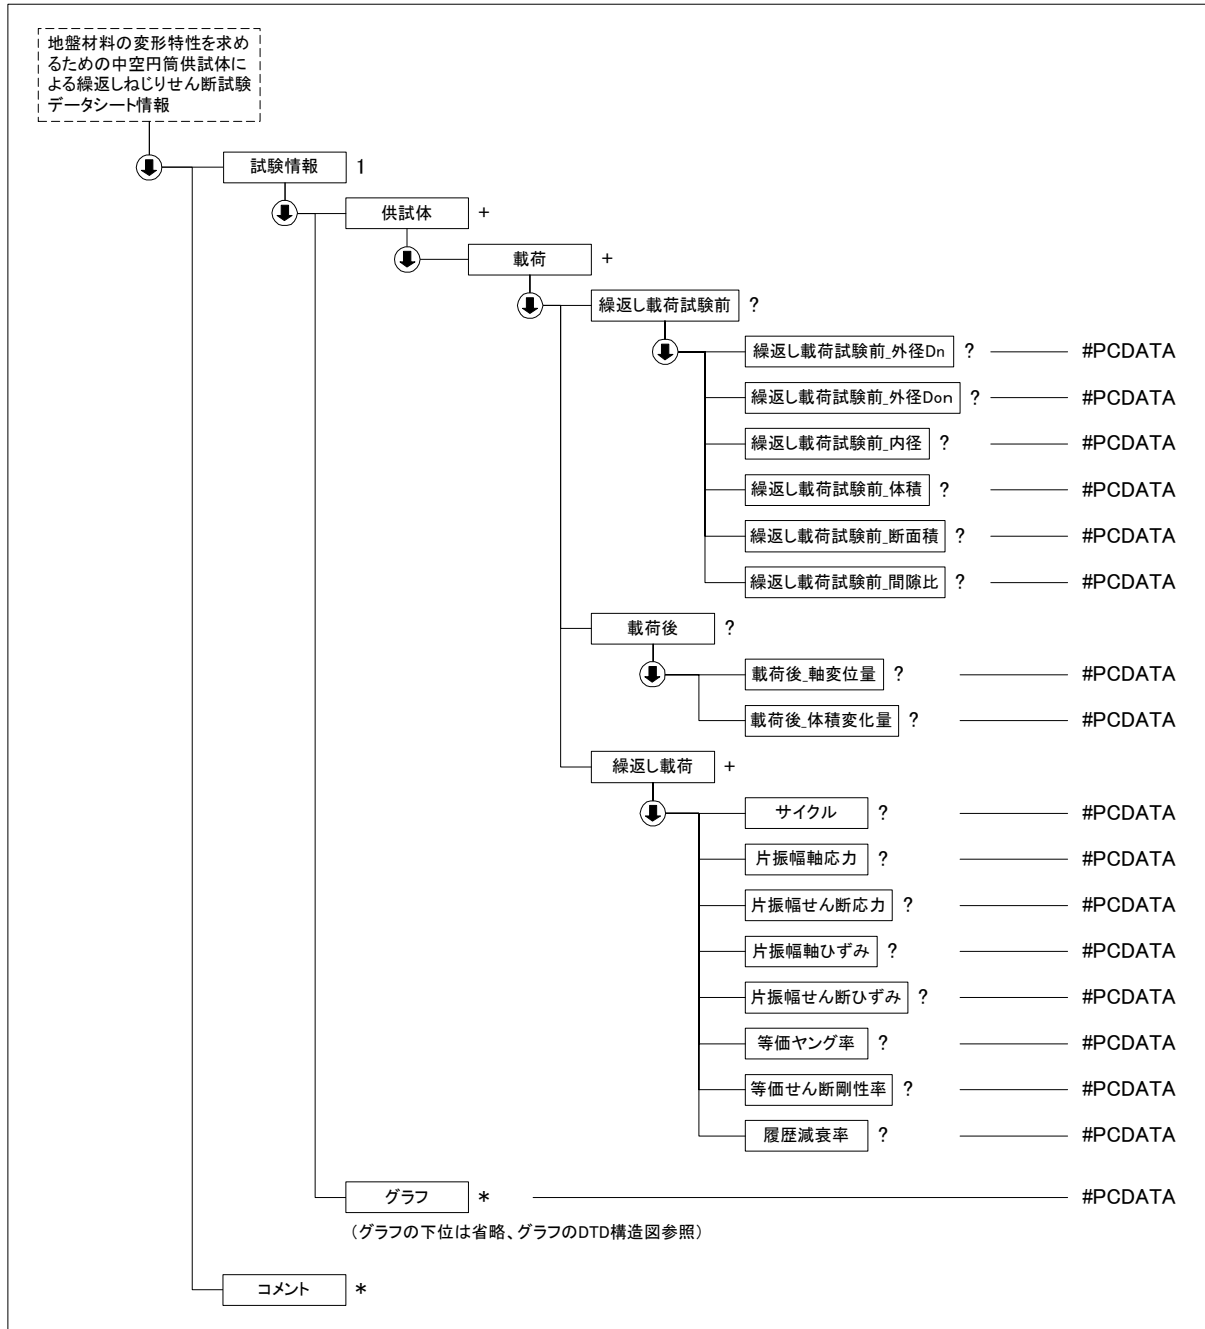 地盤材料の変形特性を求め
るための中空円筒供試体に
よる繰返しねじりせん断試験
データシート情報
試験情報 1
供試体 +
載荷 +
繰返し載荷試験前 ?
繰返し載荷試験前_外径Dn ? #PCDATA
繰返し載荷試験前_外径Don ? #PCDATA
繰返し載荷試験前_内径 ? #PCDATA
繰返し載荷試験前_体積 ? #PCDATA
繰返し載荷試験前_断面積 ? #PCDATA
繰返し載荷試験前_間隙比 ? #PCDATA
載荷後 ?
載荷後_軸変位量 ? #PCDATA
載荷後_体積変化量 ? #PCDATA
繰返し載荷 +
サイクル ? #PCDATA
片振幅軸応力 ? #PCDATA
片振幅せん断応力 ? #PCDATA
片振幅軸ひずみ ? #PCDATA
片振幅せん断ひずみ ? #PCDATA
等価ヤング率 ? #PCDATA
等価せん断剛性率 ? #PCDATA
履歴減衰率 ? #PCDATA
グラフ * #PCDATA
(グラフの下位は省略、グラフのDTD構造図参照)
コメント *